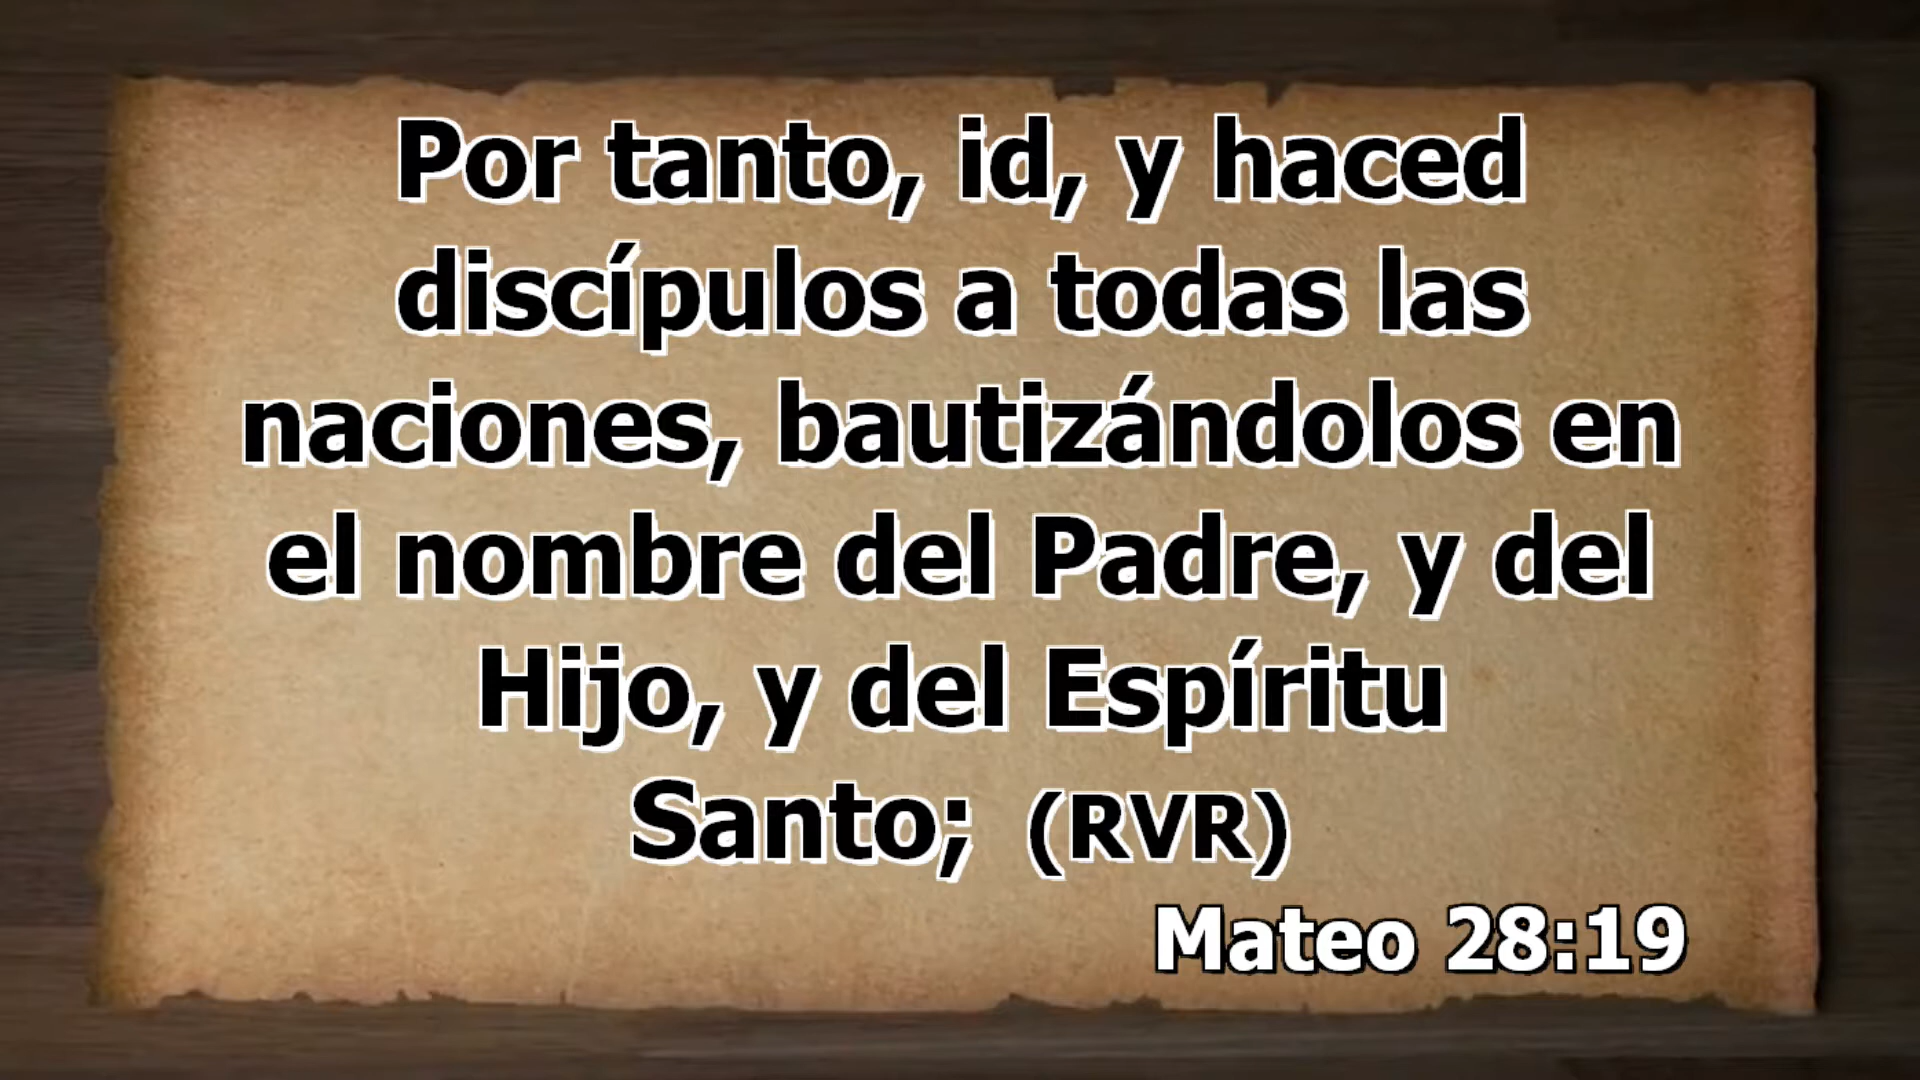 Por tanto, id, y haced
discípulos a todas las
naciones, bautizándolos en
el nombre del Padre, y del
Hijo, y del Espíritu
Santo; (RVR)
Mateo 28:19